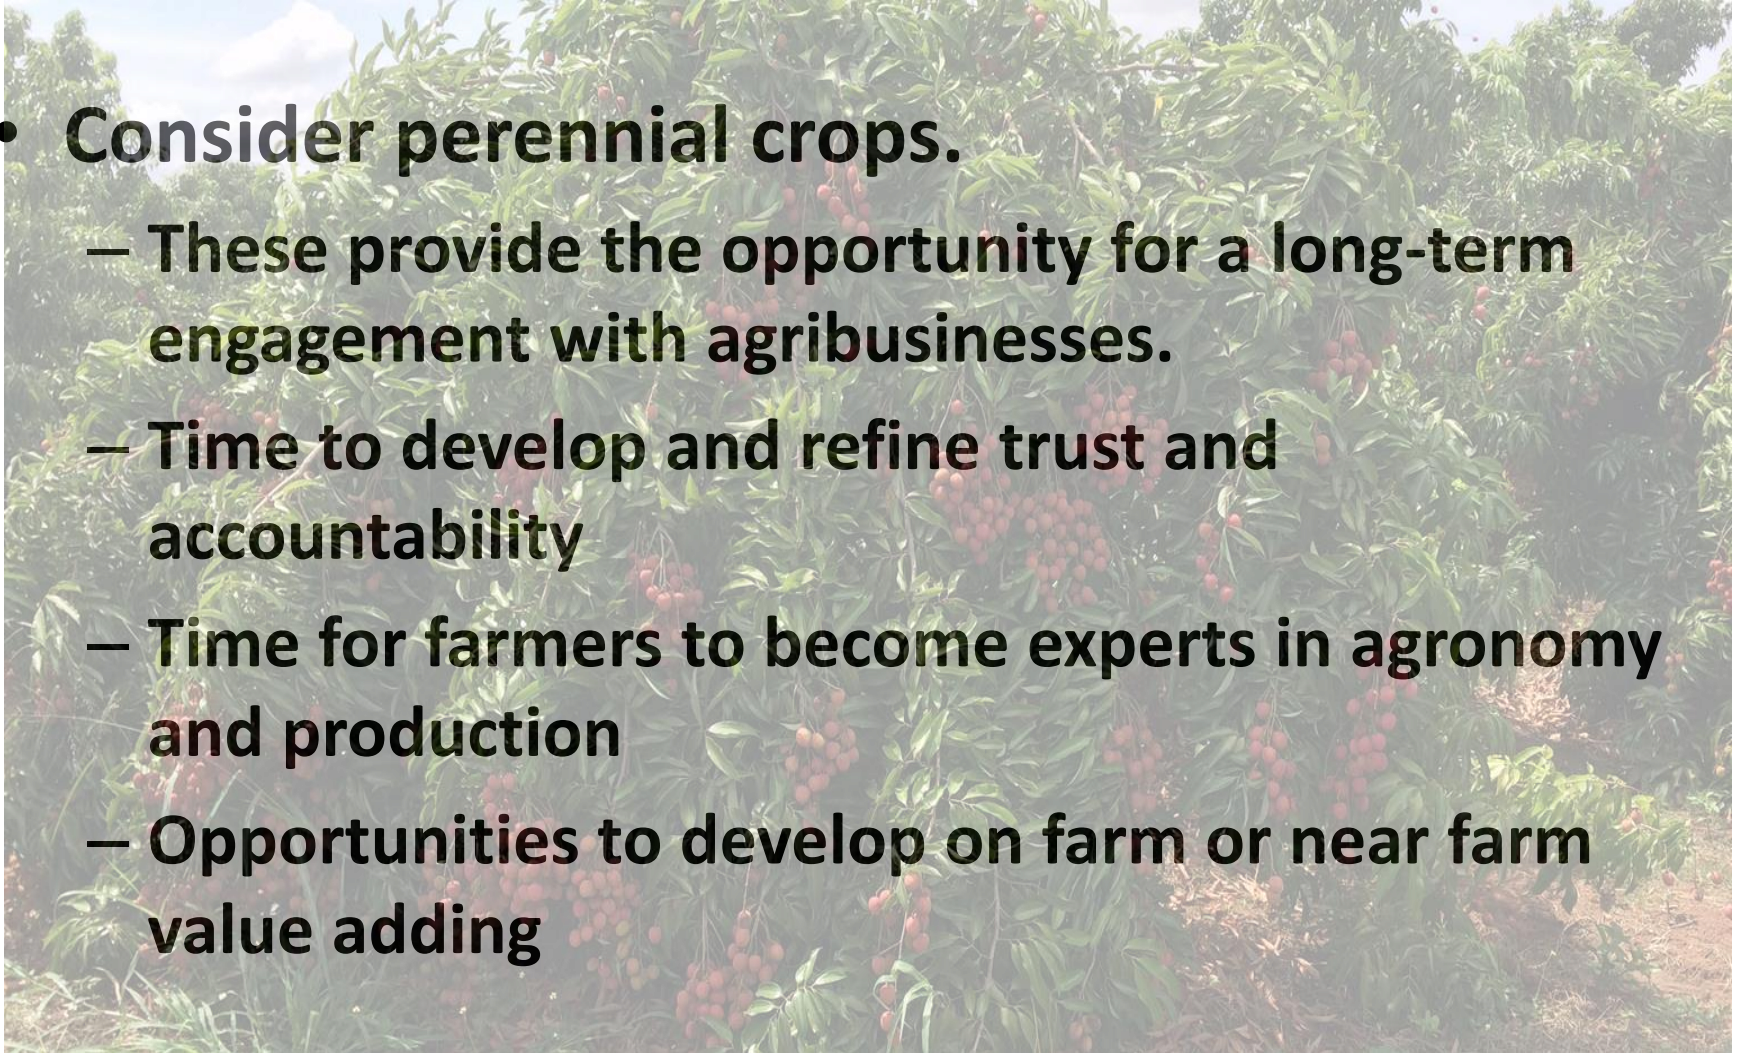 • Consider perennial crops.
– These provide the opportunity for a long-term
engagement with agribusinesses.
– Time to develop and refine trust and
accountability
– Time for farmers to become experts in agronomy
and production
– Opportunities to develop on farm or near farm
value adding